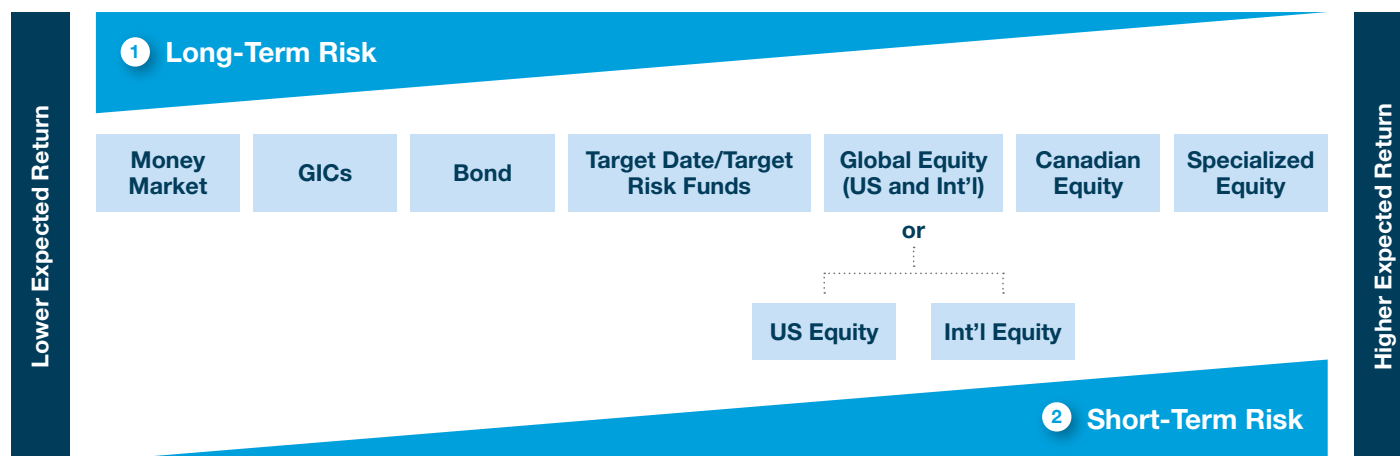 Lower Expected Return
1 Long-Term Risk
Money
Market
GICs
Bond
Target Date/Target
Risk Funds
Global Equity
(US and Int’l)
Canadian
Equity
Specialized
Equity
or
US Equity
Int’l Equity
2 Short-Term Risk
Higher Expected Return